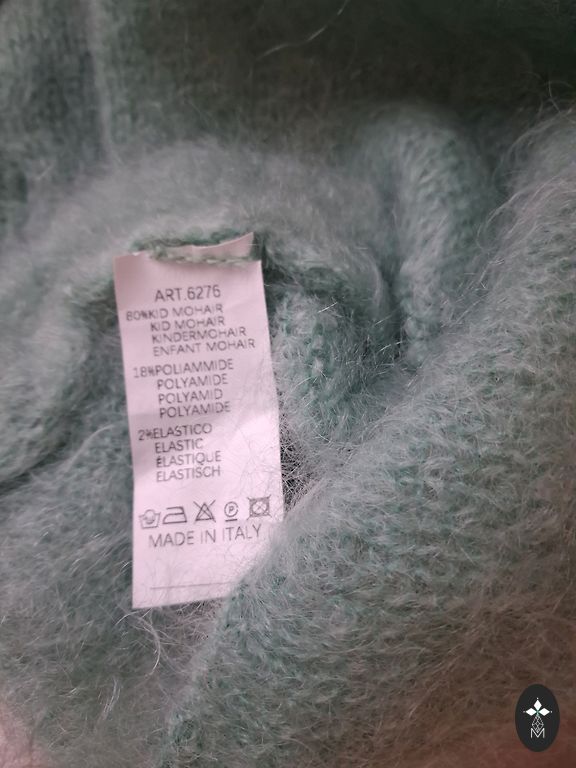 ART.6276
80%KID MOHAIR
KID MOHAIR
KINDERMOHAIR
ENFANT MOHAIR
18%POLIAMMIDE
POLYAMIDE
POLYAMID
POLYAMIDE
2%ELASTICO
ELASTIC
ÉLASTIQUE
ELASTISCH
MADE IN ITALY
M